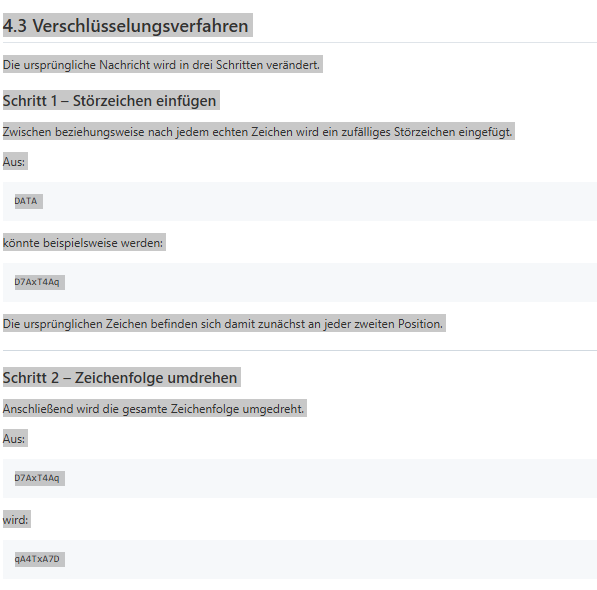 4.3 Verschlüsselungsverfahren
Die ursprüngliche Nachricht wird in drei Schritten verändert.
Schritt 1 – Störzeichen einfügen
Zwischen beziehungsweise nach jedem echten Zeichen wird ein zufälliges Störzeichen eingefügt.
Aus:
DATA
könnte beispielsweise werden:
D7AxT4Aq
Die ursprünglichen Zeichen befinden sich damit zunächst an jeder zweiten Position.
Schritt 2 – Zeichenfolge umdrehen
Anschließend wird die gesamte Zeichenfolge umgedreht.
Aus:
D7AxT4Aq
wird:
qA4TxA7D